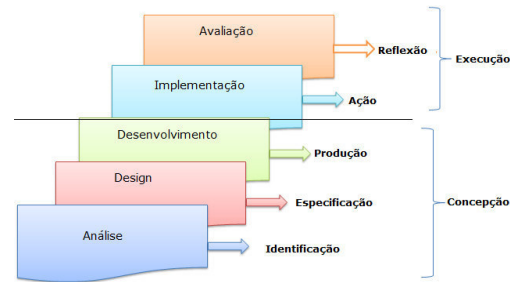 Avaliação
Reflexão
Execução
Implementação
Ação
Desenvolvimento
Produção
Design
Especificação
Concepção
Análise
Identificação